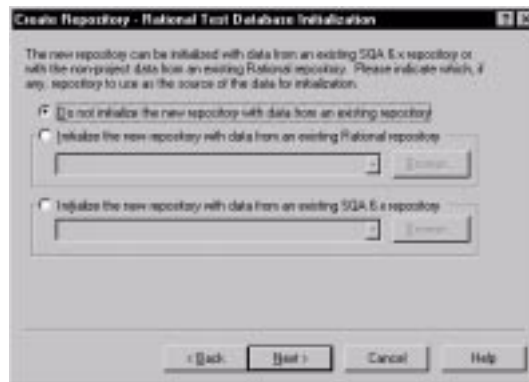 Create Repository - Rational Test Database Initialization
The new repository can be initialized with data from an existing SQA 6.x repository or
with the non-project data from an existing Rational repository. Please indicate which, if
any, repository to use as the source of the data for initialization.
Do not initialize the new repository with data from an existing repository
Initialize the new repository with data from an existing Rational repository
Browse...
Initialize the new repository with data from an existing SQA 6.x repository
Browse...
< Back
Next >
Cancel
Help